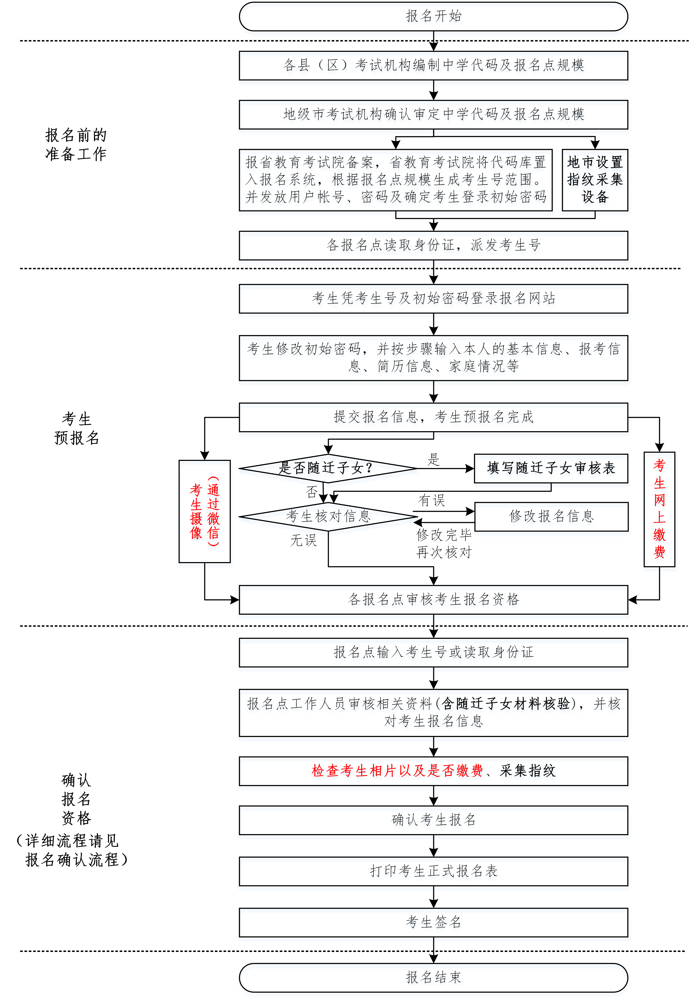 报名开始
各县（区）考试机构编制中学代码及报名点规模
地级市考试机构确认审定中学代码及报名点规模
报名前的
准备工作
报省教育考试院备案，省教育考试院将代码库置
入报名系统，根据报名点规模生成考生号范围。
并发放用户帐号、密码及确定考生登录初始密码
地市设置
指纹采集
设备
各报名点读取身份证，派发考生号
考生凭考生号及初始密码登录报名网站
考生修改初始密码，并按步骤输入本人的基本信息、报考信
息、简历信息、家庭情况等
考生
预报名
提交报名信息，考生预报名完成
是否随迁子女？
是
填写随迁子女审核表
否
考生摄像
（通过微信）
考生核对信息
有误
修改报名信息
修改完毕
再次核对
无误
考生网上缴费
各报名点审核考生报名资格
报名点输入考生号或读取身份证
报名点工作人员审核相关资料(含随迁子女材料核验)，并核
对考生报名信息
检查考生相片以及是否缴费、采集指纹
确认
报名
资格
（详细流程请见
报名确认流程）
确认考生报名
打印考生正式报名表
考生签名
报名结束